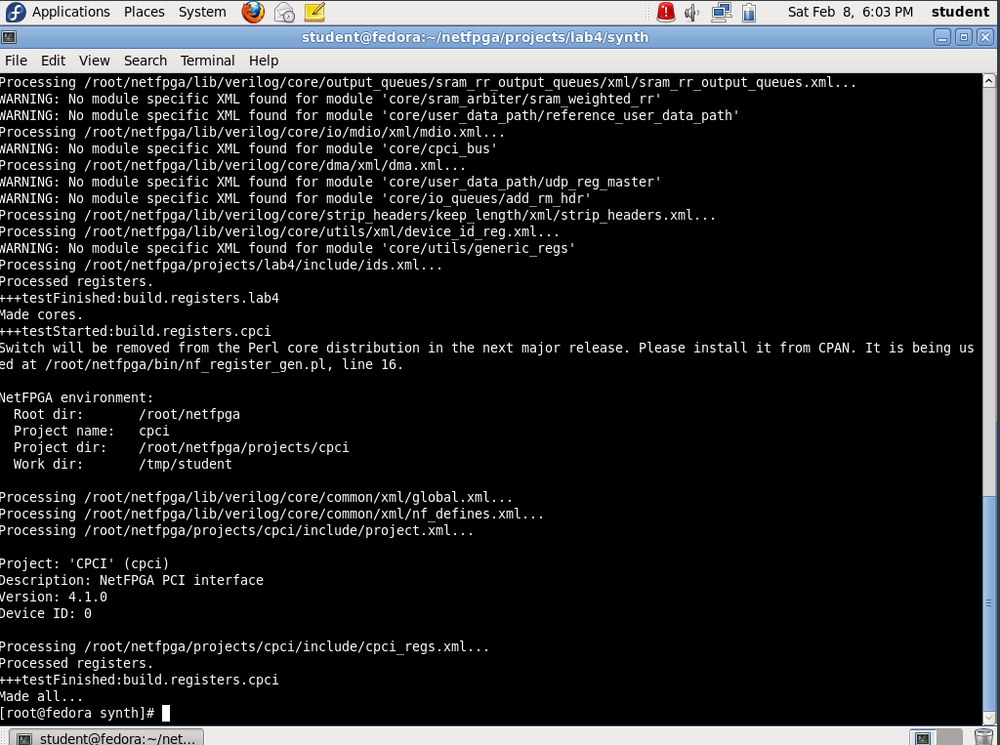 Applications Places System Sat Feb 8, 6:03 PM student
student@fedora:~/netfpga/projects/lab4/synth
File Edit View Search Terminal Help
Processing /root/netfpga/lib/verilog/core/output_queues/sram_rr_output_queues/xml/sram_rr_output_queues.xml...
WARNING: No module specific XML found for module 'core/sram_arbiter/sram_weighted_rr'
WARNING: No module specific XML found for module 'core/user_data_path/reference_user_data_path'
Processing /root/netfpga/lib/verilog/core/io/mdio/xml/mdio.xml...
WARNING: No module specific XML found for module 'core/cpci_bus'
Processing /root/netfpga/lib/verilog/core/dma/xml/dma.xml...
WARNING: No module specific XML found for module 'core/user_data_path/udp_reg_master'
WARNING: No module specific XML found for module 'core/io_queues/add_rm_hdr'
Processing /root/netfpga/lib/verilog/core/strip_headers/keep_length/xml/strip_headers.xml...
Processing /root/netfpga/lib/verilog/core/utils/xml/device_id_reg.xml...
WARNING: No module specific XML found for module 'core/utils/generic_regs'
Processing /root/netfpga/projects/lab4/include/ids.xml...
Processed registers.
+++testFinished:build.registers.lab4
Made cores.
+++testStarted:build.registers.cpci
Switch will be removed from the Perl core distribution in the next major release. Please install it from CPAN. It is being us
ed at /root/netfpga/bin/nf_register_gen.pl, line 16.
NetFPGA environment:
Root dir: /root/netfpga
Project name: cpci
Project dir: /root/netfpga/projects/cpci
Work dir: /tmp/student
Processing /root/netfpga/lib/verilog/core/common/xml/global.xml...
Processing /root/netfpga/lib/verilog/core/common/xml/nf_defines.xml...
Processing /root/netfpga/projects/cpci/include/project.xml...
Project: 'CPCI' (cpci)
Description: NetFPGA PCI interface
Version: 4.1.0
Device ID: 0
Processing /root/netfpga/projects/cpci/include/cpci_regs.xml...
Processed registers.
+++testFinished:build.registers.cpci
Made all...
[root@fedora synth]#
student@fedora:~/net...